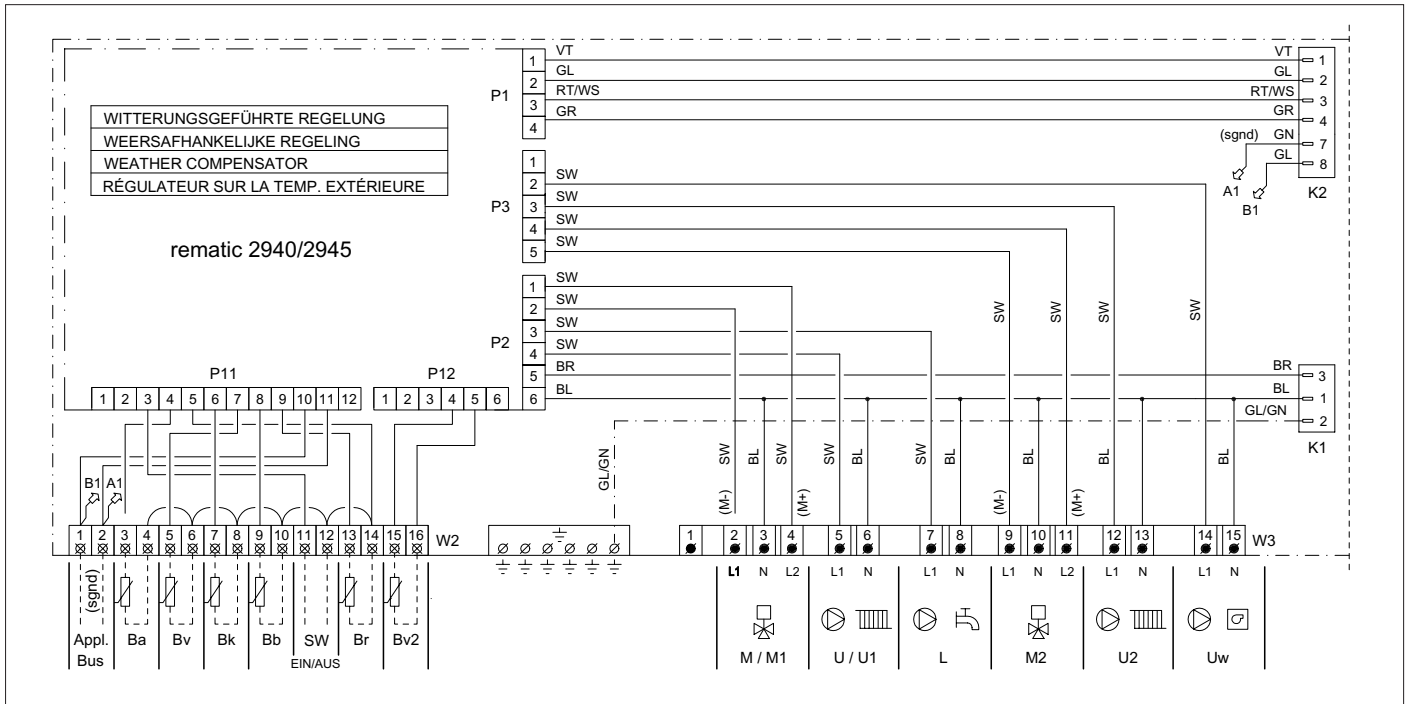 WITTERUNGSGEFÜHRTE REGELUNG
WEERSAFHANKELIJKE REGELING
WEATHER COMPENSATOR
RÉGULATEUR SUR LA TEMP. EXTÉRIEURE
rematic 2940/2945
P1
1 VT VT 1
2 GL GL 2
3 RT/WS RT/WS 3
4 GR GR 4
(sgnd) GN 7
GL 8
A1
B1
K2
P3
1
2 SW
3 SW
4 SW
5 SW
P2
1 SW
2 SW
3 SW
4 SW
5 BR BR 3
6 BL BL 1
GL/GN 2
K1
SW SW SW SW
P11
1 2 3 4 5 6 7 8 9 10 11 12
P12
1 2 3 4 5 6
B1 A1
GL/GN
SW BL SW SW BL SW BL SW BL SW BL BL BL
(M-) (M+) (M-) (M+)
1 2 3 4 5 6 7 8 9 10 11 12 13 14 15 16 W2
1 2 3 4 5 6 7 8 9 10 11 12 13 14 15 W3
L1 N L2 L1 N L1 N L1 N L2 L1 N L1 N
(sgnd)
Appl. Bus
Ba
Bv
Bk
Bb
SW
EIN/AUS
Br
Bv2
M / M1
U / U1
L
M2
U2
Uw